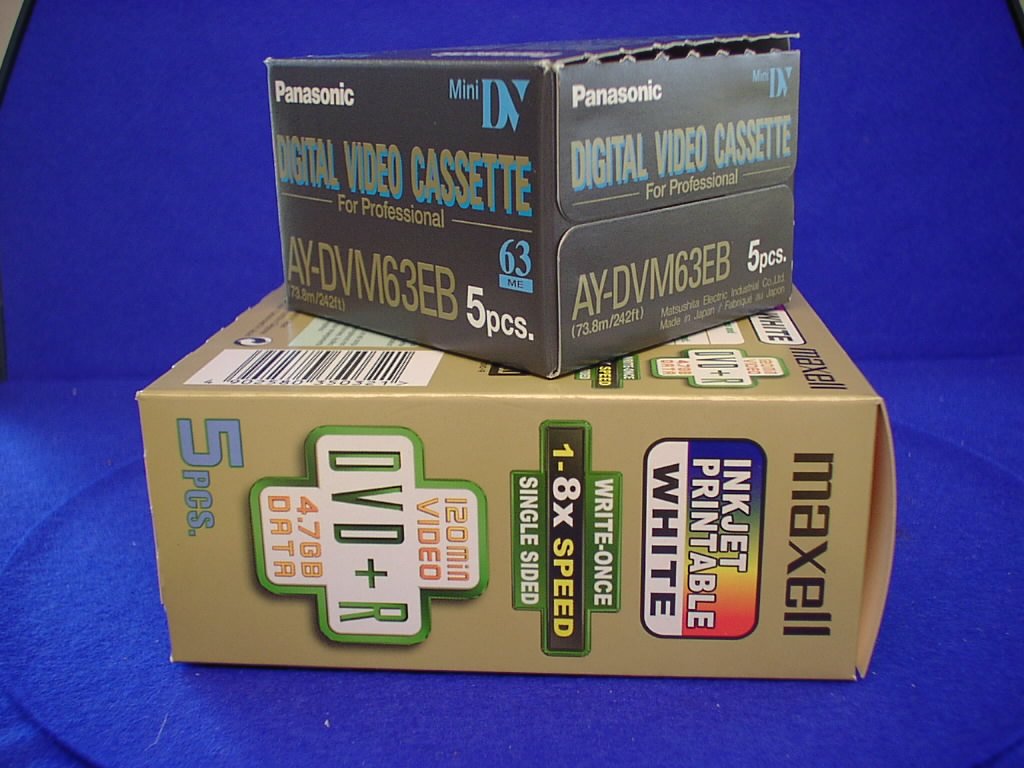 Panasonic
Mini DV
DIGITAL VIDEO CASSETTE
For Professional
AY-DVM63EB
(73.8m/242ft)
63
ME
5pcs.
Panasonic
Mini DV
DIGITAL VIDEO CASSETTE
For Professional
AY-DVM63EB
(73.8m/242ft)
5pcs.
Matsushita Electric Industrial Co.,Ltd.
Made in Japan / Fabriqué au Japon
WHITE
maxell
DVD+R
maxell
INKJET
PRINTABLE
WHITE
WRITE-ONCE
1-8x SPEED
SINGLE SIDED
120min
VIDEO
DVD+R
4.7GB
DATA
5PCS.